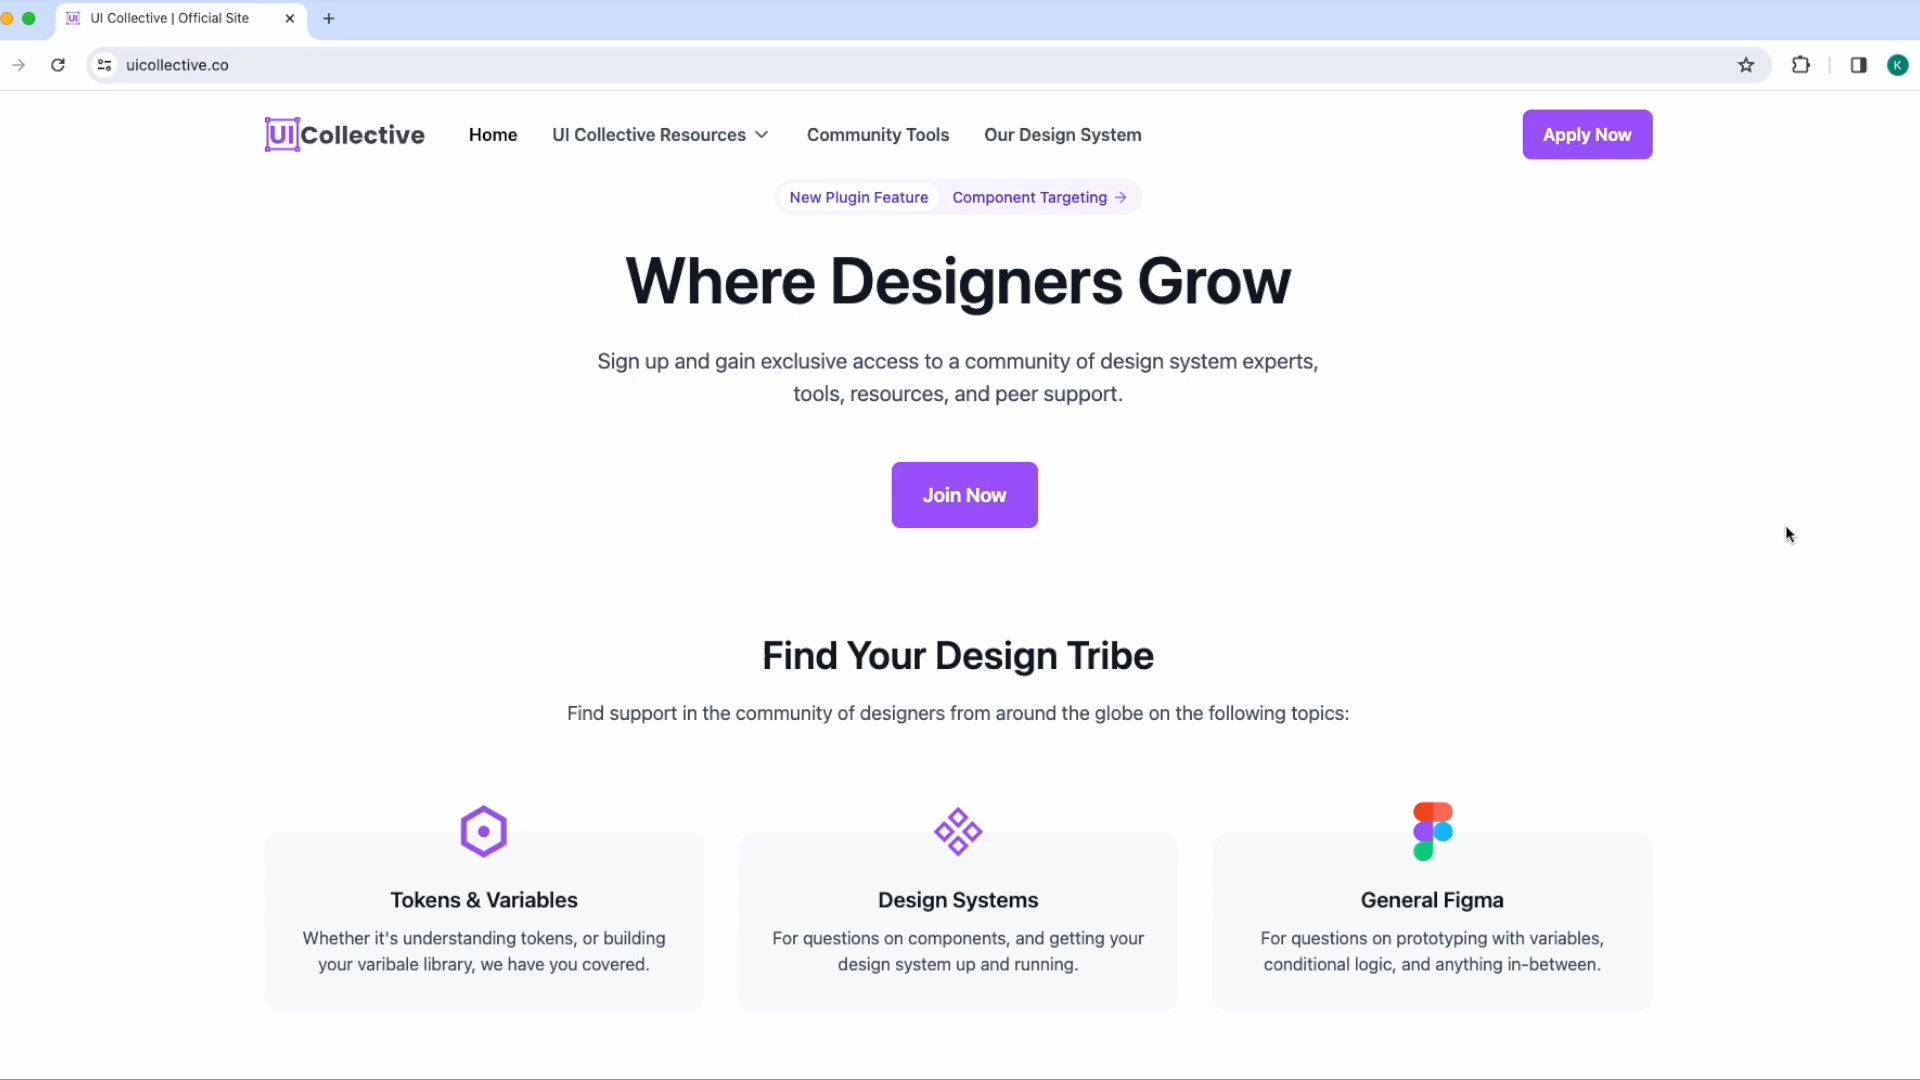 UI Collective | Official Site
uicollective.co
K
UI Collective
Home
UI Collective Resources
Community Tools
Our Design System
Apply Now
New Plugin Feature
Component Targeting →
Where Designers Grow
Sign up and gain exclusive access to a community of design system experts,
tools, resources, and peer support.
Join Now
Find Your Design Tribe
Find support in the community of designers from around the globe on the following topics:
Tokens & Variables
Whether it's understanding tokens, or building
your varibale library, we have you covered.
Design Systems
For questions on components, and getting your
design system up and running.
General Figma
For questions on prototyping with variables,
conditional logic, and anything in-between.